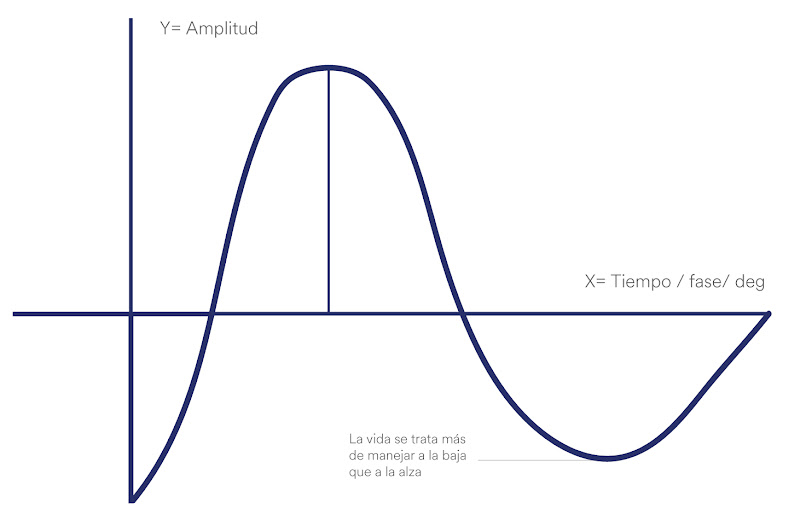 Y= Amplitud
X= Tiempo / fase/ deg
La vida se trata más
de manejar a la baja
que a la alza